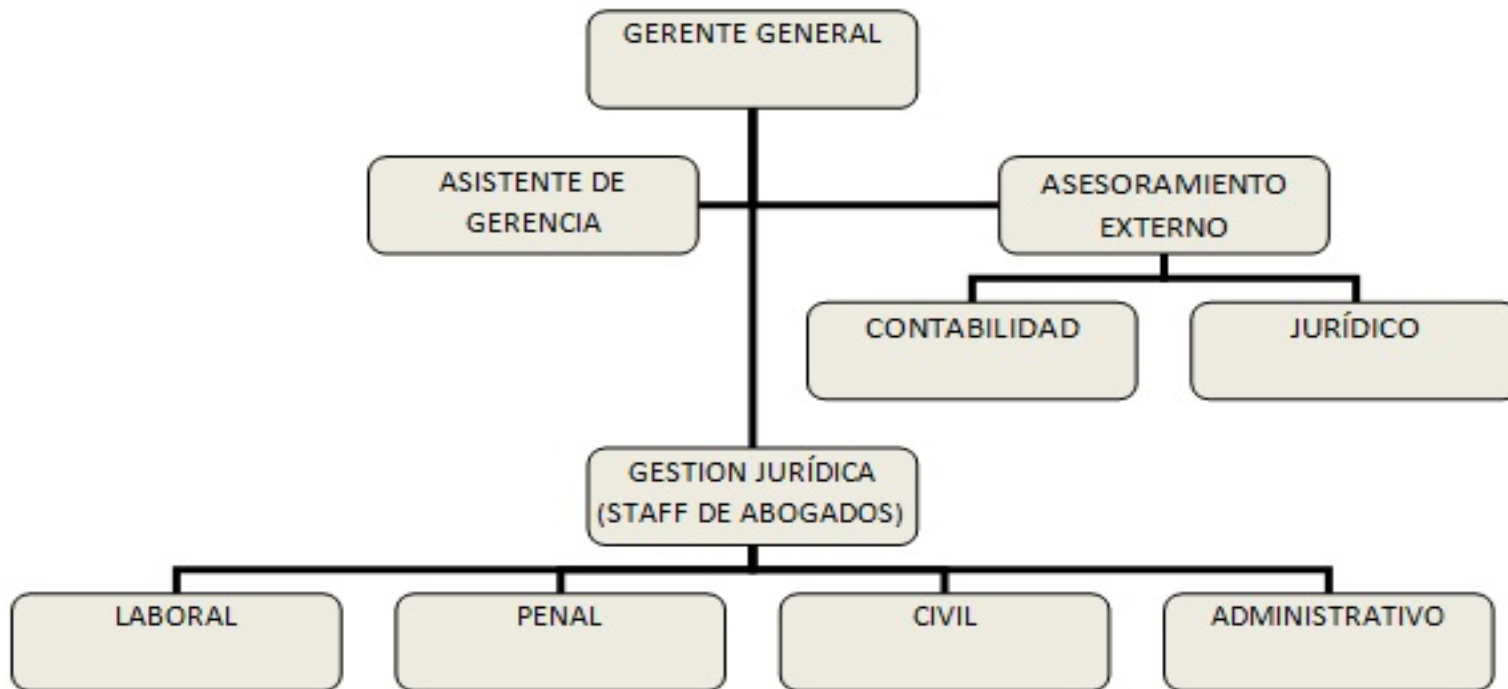 GERENTE GENERAL
ASISTENTE DE
GERENCIA
ASESORAMIENTO
EXTERNO
CONTABILIDAD
JURÍDICO
GESTION JURÍDICA
(STAFF DE ABOGADOS)
LABORAL
PENAL
CIVIL
ADMINISTRATIVO